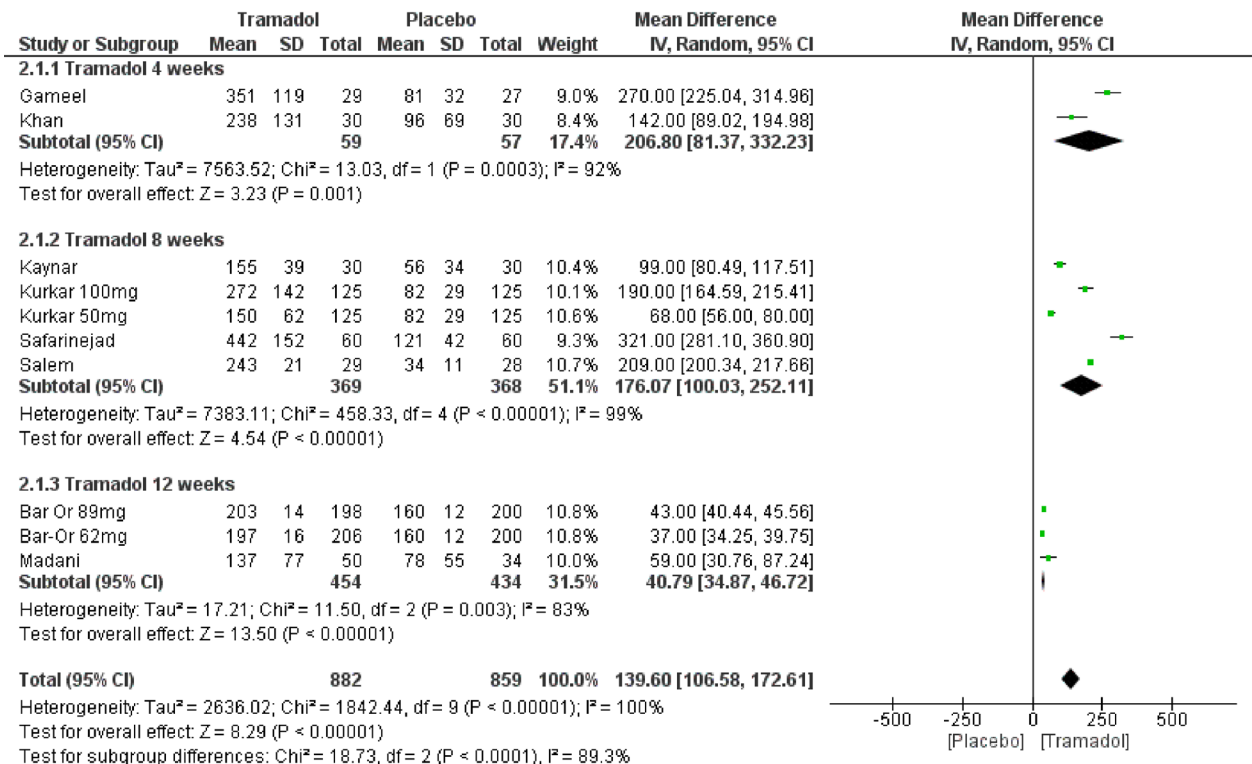 Tramadol Placebo Mean Difference Mean Difference
Study or Subgroup Mean SD Total Mean SD Total Weight IV, Random, 95% CI IV, Random, 95% CI
2.1.1 Tramadol 4 weeks
Gameel 351 119 29 81 32 27 9.0% 270.00 [225.04, 314.96]
Khan 238 131 30 96 69 30 8.4% 142.00 [89.02, 194.98]
Subtotal (95% CI) 59 57 17.4% 206.80 [81.37, 332.23]
Heterogeneity: Tau² = 7563.52; Chi² = 13.03, df = 1 (P = 0.0003); I² = 92%
Test for overall effect: Z = 3.23 (P = 0.001)
2.1.2 Tramadol 8 weeks
Kaynar 155 39 30 56 34 30 10.4% 99.00 [80.49, 117.51]
Kurkar 100mg 272 142 125 82 29 125 10.1% 190.00 [164.59, 215.41]
Kurkar 50mg 150 62 125 82 29 125 10.6% 68.00 [56.00, 80.00]
Safarinejad 442 152 60 121 42 60 9.3% 321.00 [281.10, 360.90]
Salem 243 21 29 34 11 28 10.7% 209.00 [200.34, 217.66]
Subtotal (95% CI) 369 368 51.1% 176.07 [100.03, 252.11]
Heterogeneity: Tau² = 7383.11; Chi² = 458.33, df = 4 (P < 0.00001); I² = 99%
Test for overall effect: Z = 4.54 (P < 0.00001)
2.1.3 Tramadol 12 weeks
Bar Or 89mg 203 14 198 160 12 200 10.8% 43.00 [40.44, 45.56]
Bar-Or 62mg 197 16 206 160 12 200 10.8% 37.00 [34.25, 39.75]
Madani 137 77 50 78 55 34 10.0% 59.00 [30.76, 87.24]
Subtotal (95% CI) 454 434 31.5% 40.79 [34.87, 46.72]
Heterogeneity: Tau² = 17.21; Chi² = 11.50, df = 2 (P = 0.003); I² = 83%
Test for overall effect: Z = 13.50 (P < 0.00001)
Total (95% CI) 882 859 100.0% 139.60 [106.58, 172.61]
Heterogeneity: Tau² = 2636.02; Chi² = 1842.44, df = 9 (P < 0.00001); I² = 100%
Test for overall effect: Z = 8.29 (P < 0.00001)
Test for subgroup differences: Chi² = 18.73, df = 2 (P < 0.0001), I² = 89.3%
-500 -250 0 250 500
[Placebo] [Tramadol]